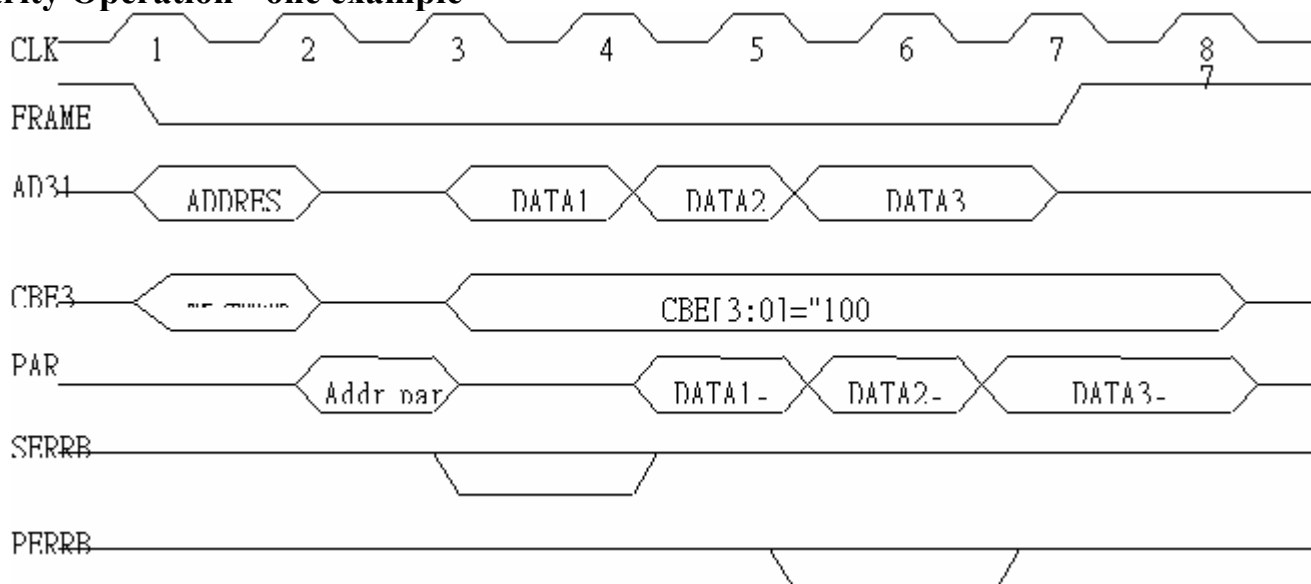 rity Operation - one example
CLK 1 2 3 4 5 6 7 8
7
FRAME
AD31 ADDRES DATA1 DATA2 DATA3
CBE3 CBE[3:0]="100
PAR Addr par DATA1- DATA2- DATA3-
SERRB
PERRB